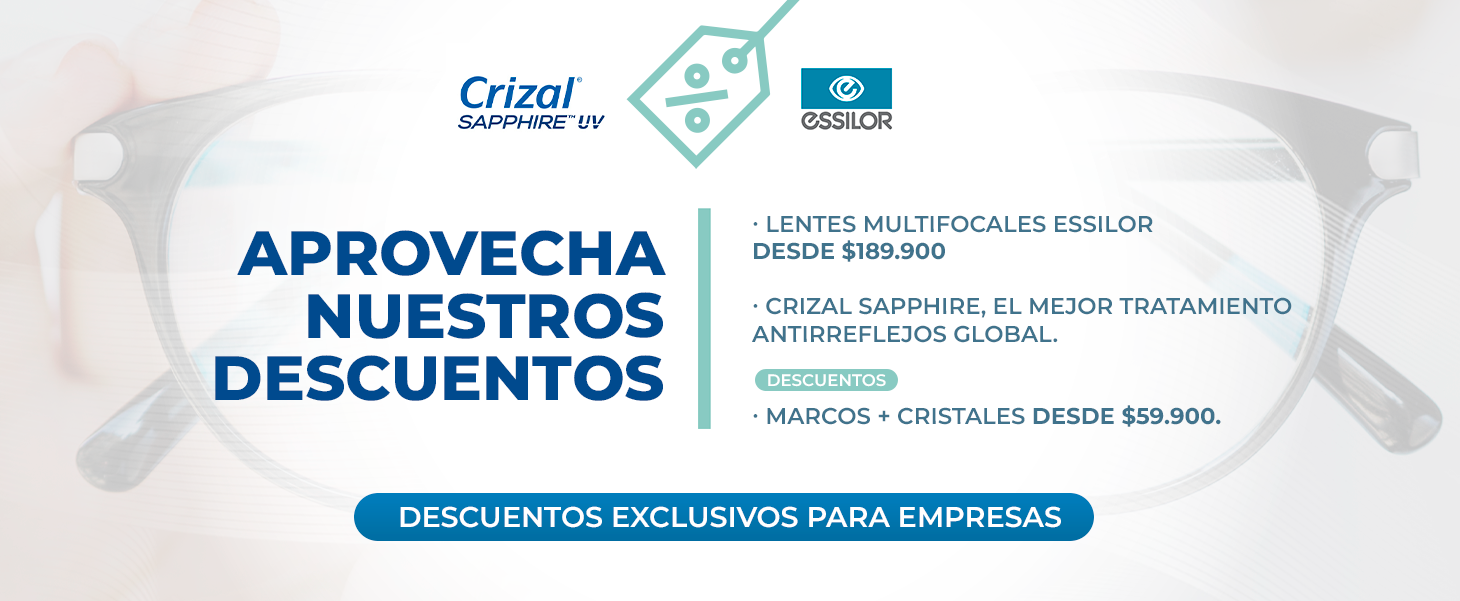 Crizal®
SAPPHIRE™ UV
essilor
APROVECHA
NUESTROS
DESCUENTOS
· LENTES MULTIFOCALES ESSILOR
DESDE $189.900
· CRIZAL SAPPHIRE, EL MEJOR TRATAMIENTO
ANTIRREFLEJOS GLOBAL.
DESCUENTOS
· MARCOS + CRISTALES DESDE $59.900.
DESCUENTOS EXCLUSIVOS PARA EMPRESAS